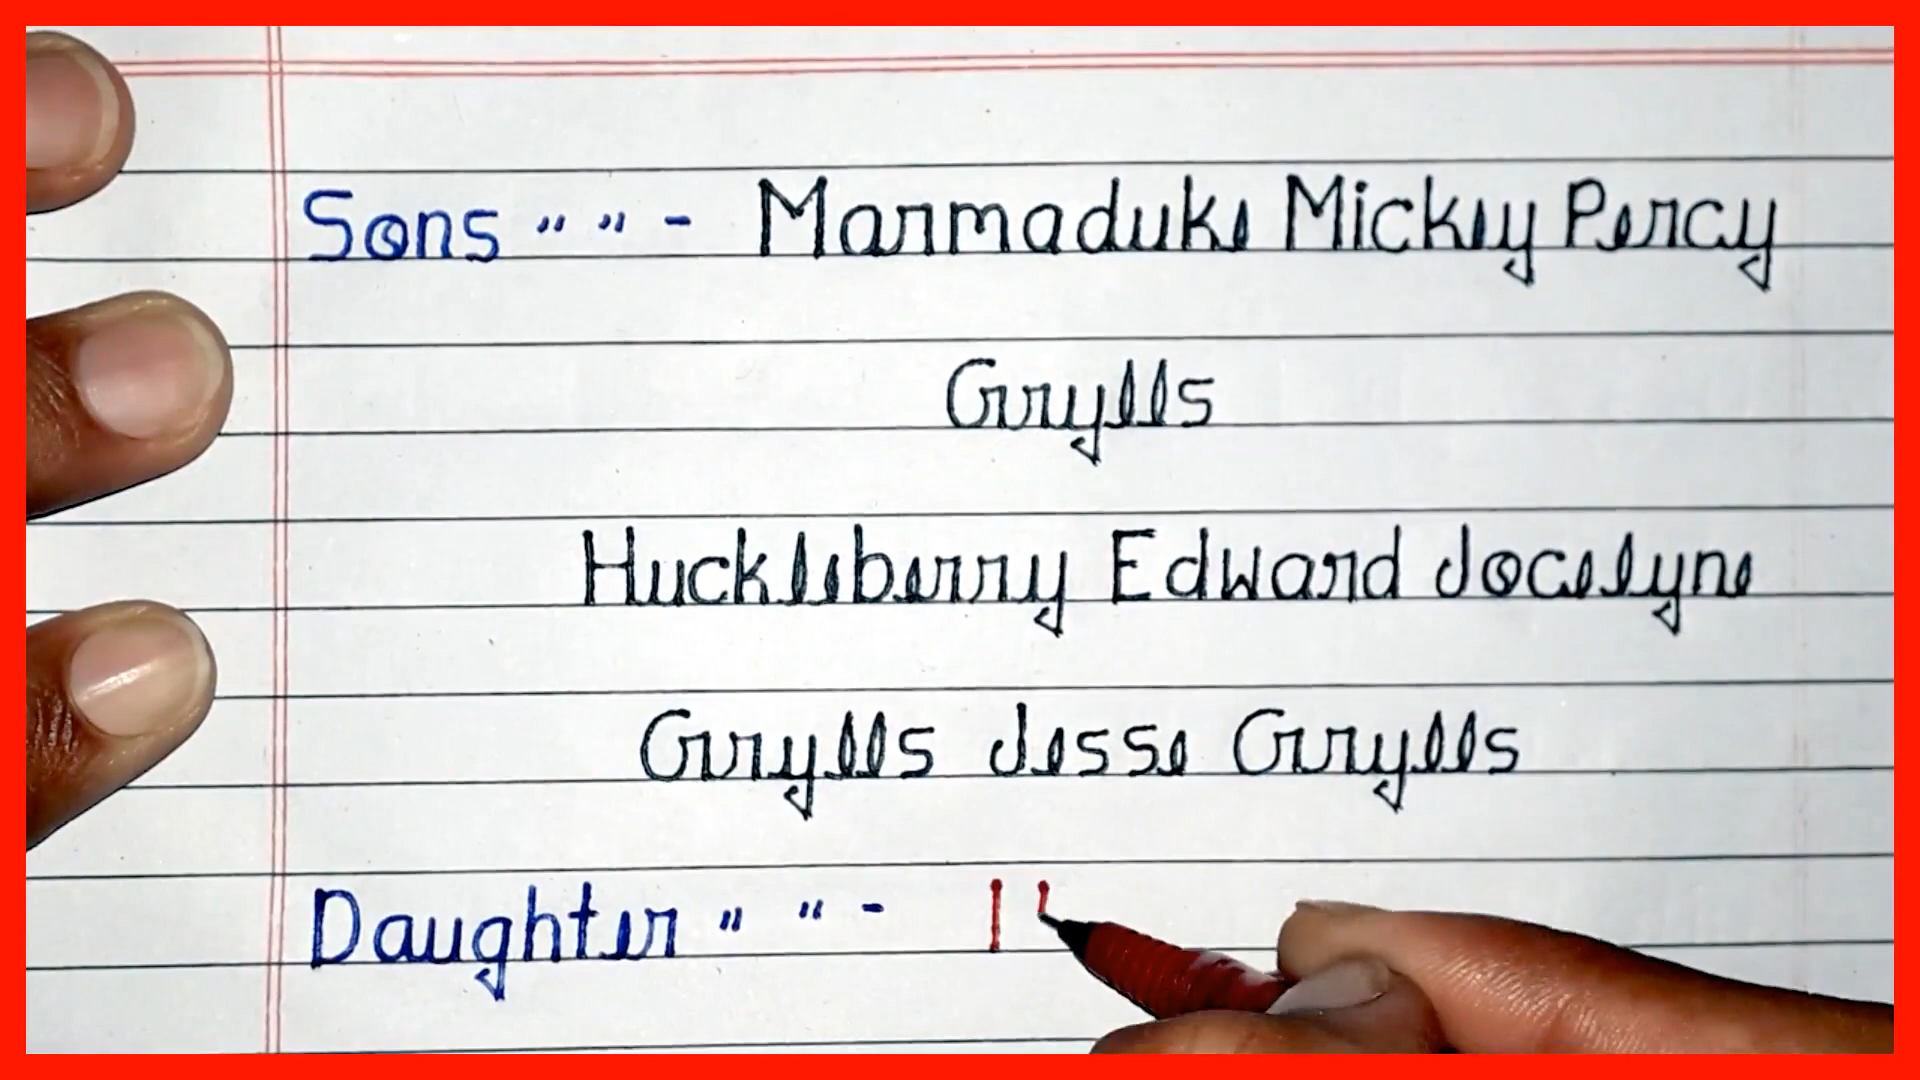 Sons " " - Marmaduke Mickey Percy
Grylls
Huckleberry Edward Jocelyne
Grylls Jesse Grylls
Daughter " " -